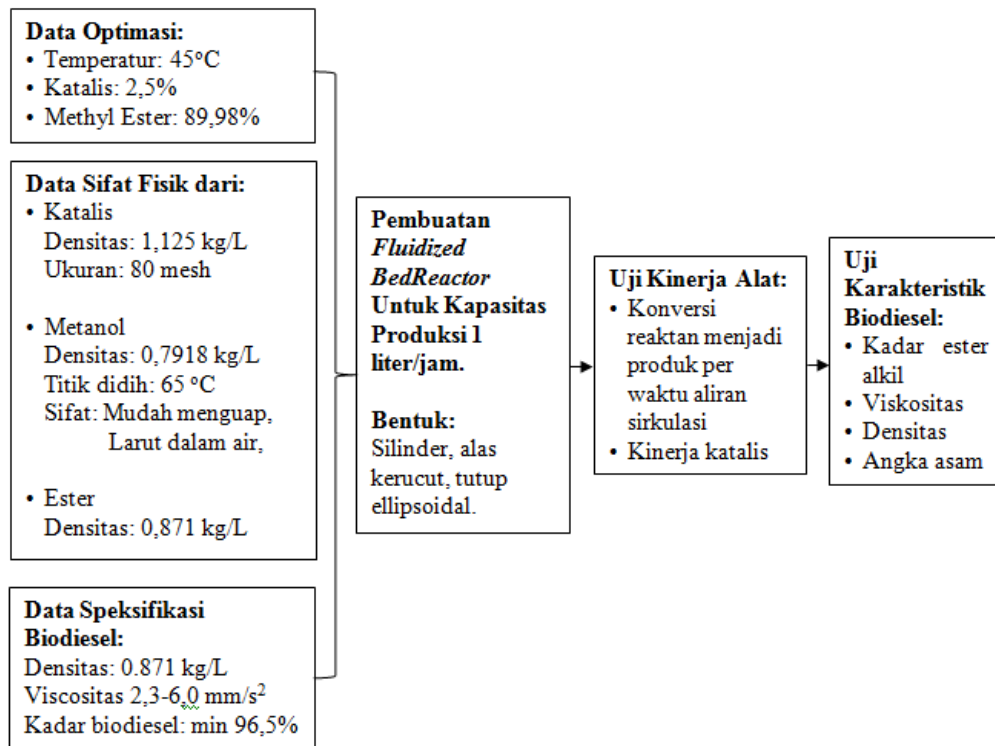 Data Optimasi:
• Temperatur: 45°C
• Katalis: 2,5%
• Methyl Ester: 89,98%
Data Sifat Fisik dari:
• Katalis
Densitas: 1,125 kg/L
Ukuran: 80 mesh
• Metanol
Densitas: 0,7918 kg/L
Titik didih: 65 °C
Sifat: Mudah menguap,
Larut dalam air,
• Ester
Densitas: 0,871 kg/L
Data Speksifikasi
Biodiesel:
Densitas: 0.871 kg/L
Viscositas 2,3-6,0 mm/s²
Kadar biodiesel: min 96,5%
Pembuatan
Fluidized
BedReactor
Untuk Kapasitas
Produksi 1
liter/jam.
Bentuk:
Silinder, alas
kerucut, tutup
ellipsoidal.
Uji Kinerja Alat:
• Konversi
reaktan menjadi
produk per
waktu aliran
sirkulasi
• Kinerja katalis
Uji
Karakteristik
Biodiesel:
• Kadar ester
alkil
• Viskositas
• Densitas
• Angka asam